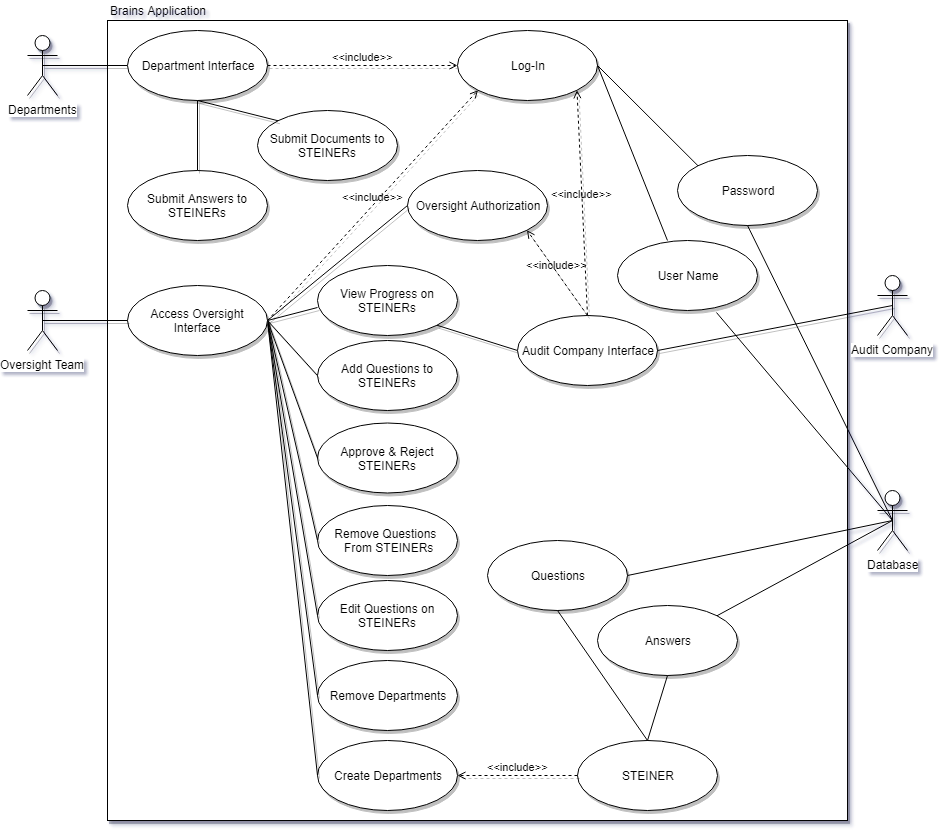 Brains Application
Departments
Department Interface
<<include>>
Log-In
Submit Documents to
STEINERs
Submit Answers to
STEINERs
<<include>>
Oversight Authorization
<<include>>
Password
<<include>>
User Name
Oversight Team
Access Oversight
Interface
View Progress on
STEINERs
Audit Company Interface
Audit Company
Add Questions to
STEINERs
Approve & Reject
STEINERs
Remove Questions
From STEINERs
Database
Questions
Edit Questions on
STEINERs
Answers
Remove Departments
Create Departments
<<include>>
STEINER